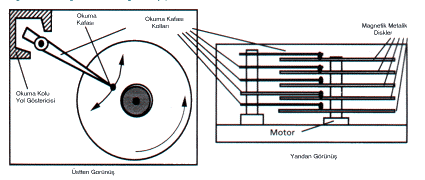 Okuma
Kafası
Okuma Kafası
Kolları
Magnetik Metalik
Diskler
Okuma Kolu
Yol Göstericisi
Motor
Üstten Görünüş
Yandan Görünüş